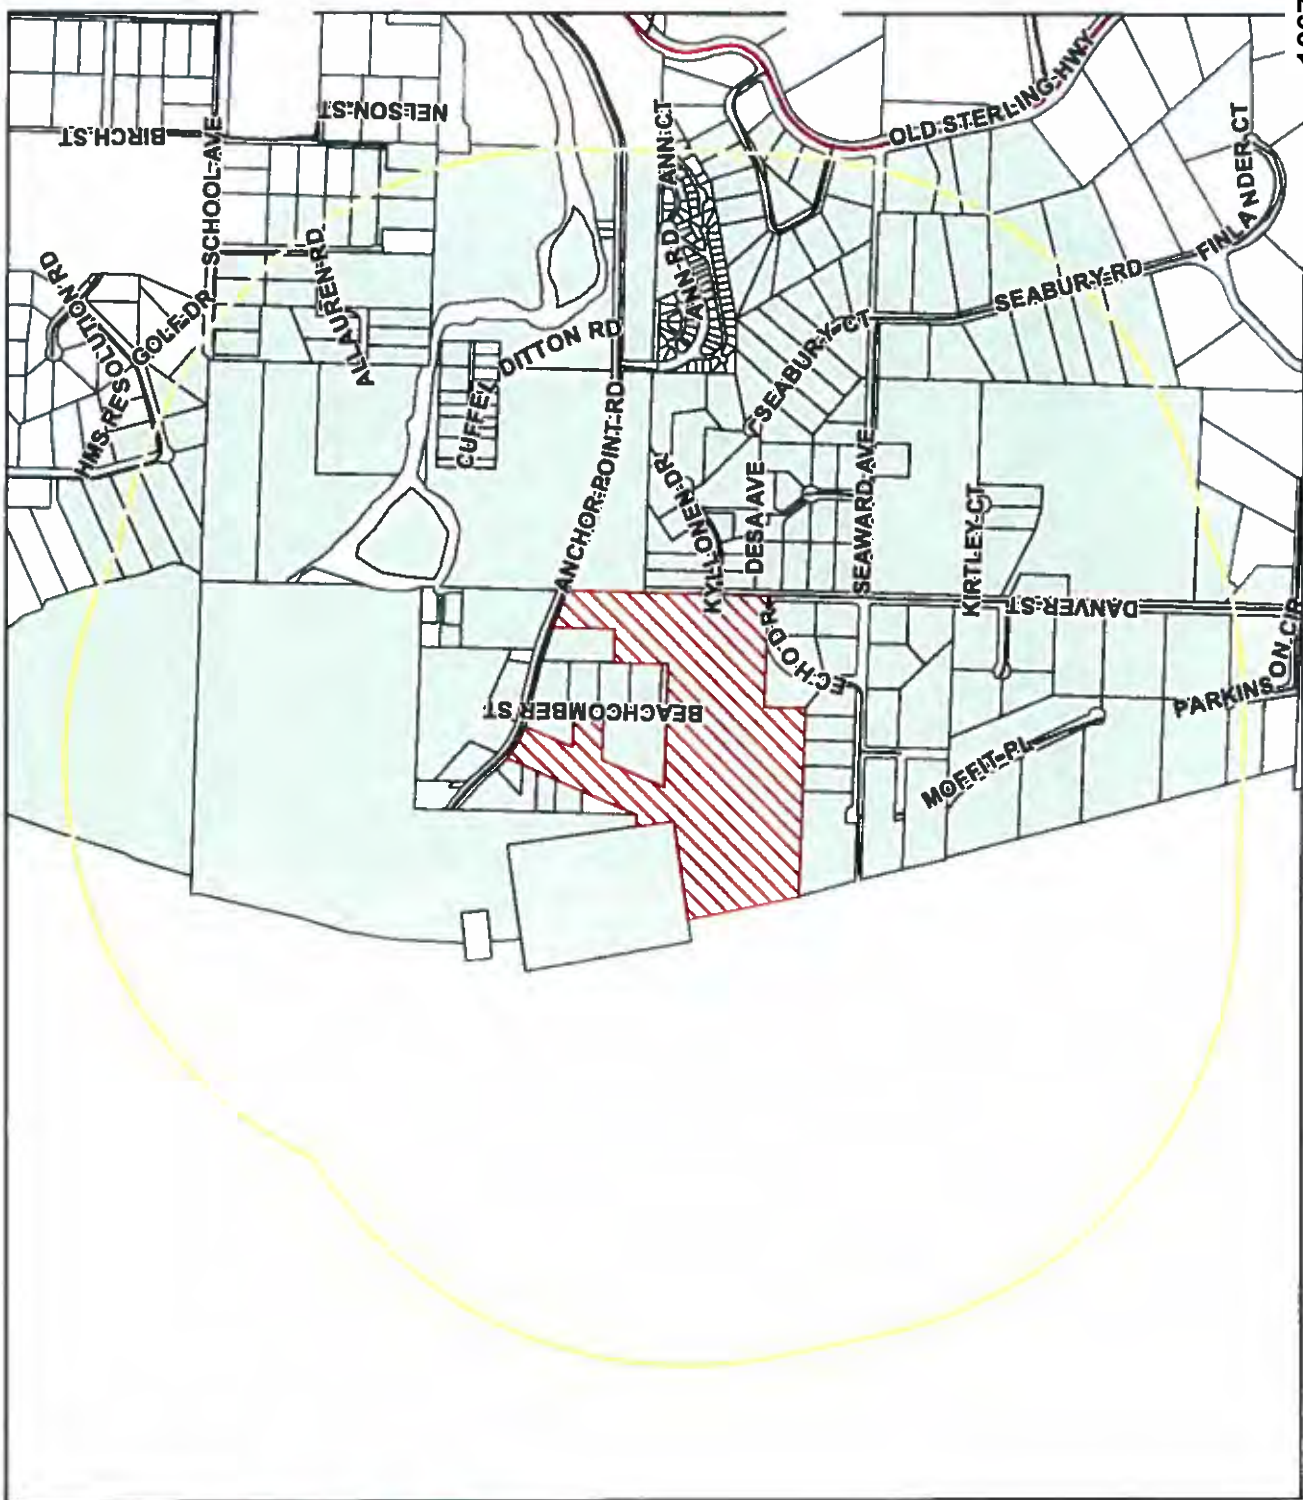 BIRCH ST
NELSON ST
SCHOOL AVE
OLD STERLING HWY
ANN CT
FINLANDER CT
HMS RESOLUTION RD
GOLF DR
ALLAUREN RD
ANN RD
SEABURY RD
CUFFEL DITTON RD
SEABURY CT
ANCHOR POINT RD
KYLLONEN DR
DESA AVE
SEAWARD AVE
KIRTLEY CT
DANVER ST
ECHO DR
BEACHCOMBER ST
PARKINSON CIR
MOFFIT PL